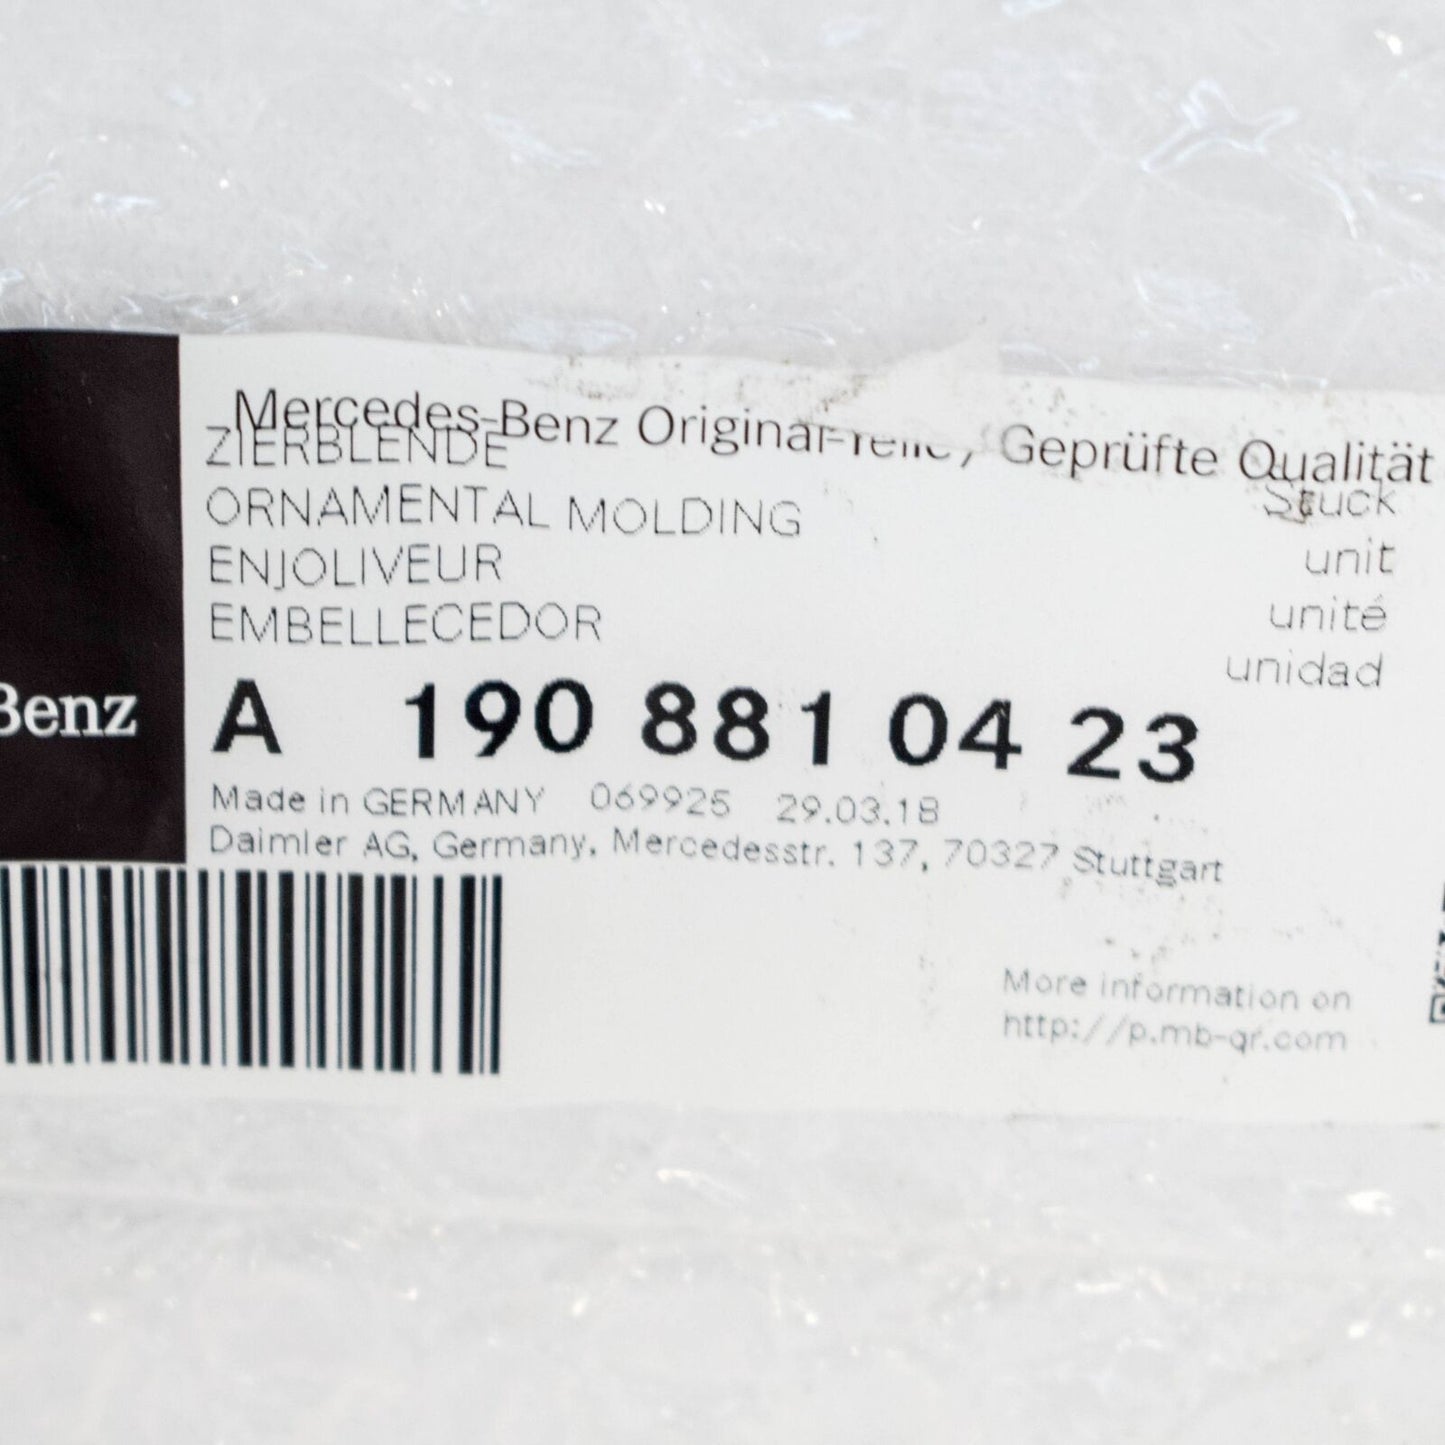 Mercedes-Benz Original-Teile, Geprüfte Qualität
ZIERBLENDE
ORNAMENTAL MOLDING
ENJOLIVEUR
EMBELLECEDOR
Stück
unit
unité
unidad
Benz
A 190 881 04 23
Made in GERMANY 069925 29.03.18
Daimler AG, Germany, Mercedesstr. 137, 70327 Stuttgart
More information on
http://p.mb-qr.com